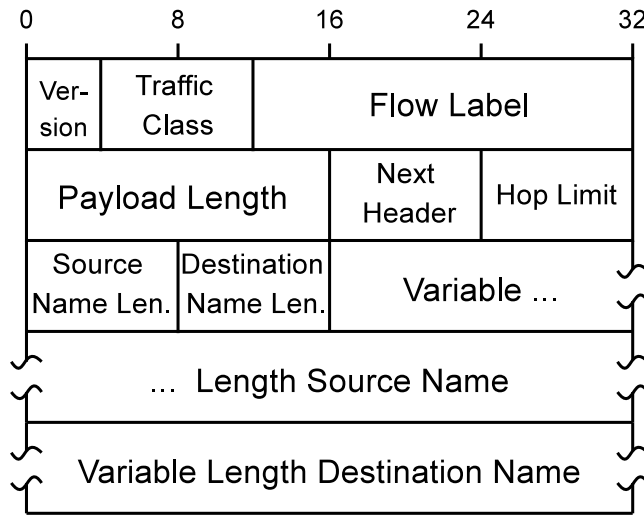 0 8 16 24 32
Ver-
sion
Traffic
Class
Flow Label
Payload Length
Next
Header
Hop Limit
Source
Name Len.
Destination
Name Len.
Variable ...
... Length Source Name
Variable Length Destination Name